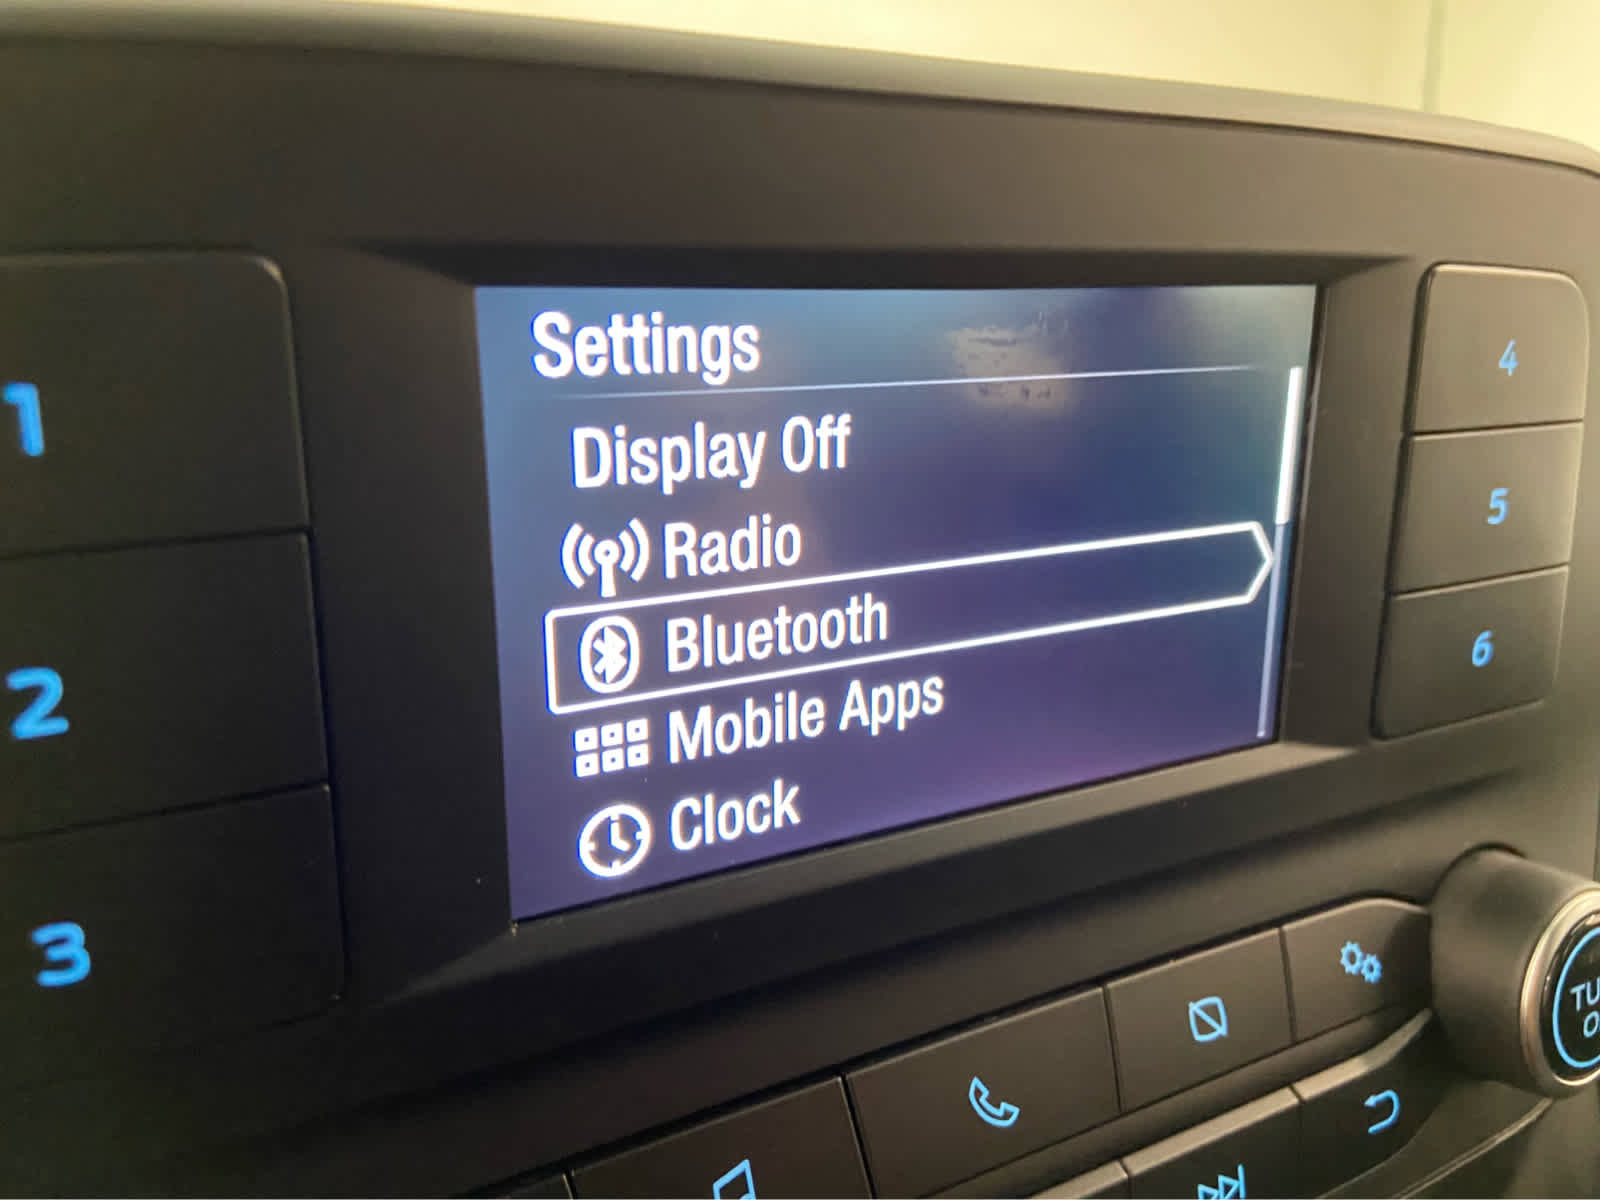 Settings
Display Off
Radio
Bluetooth
Mobile Apps
Clock
1
2
3
4
5
6